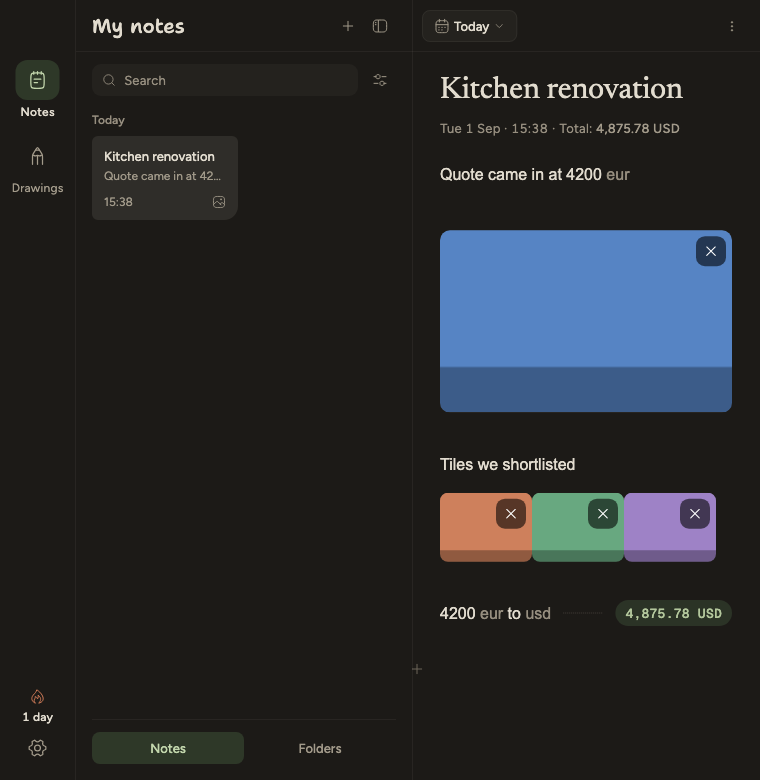 My notes
Today
Notes
Drawings
Search
Today
Kitchen renovation
Quote came in at 42...
15:38
Kitchen renovation
Tue 1 Sep · 15:38 · Total: 4,875.78 USD
Quote came in at 4200 eur
Tiles we shortlisted
4200 eur to usd
4,875.78 USD
1 day
Notes
Folders